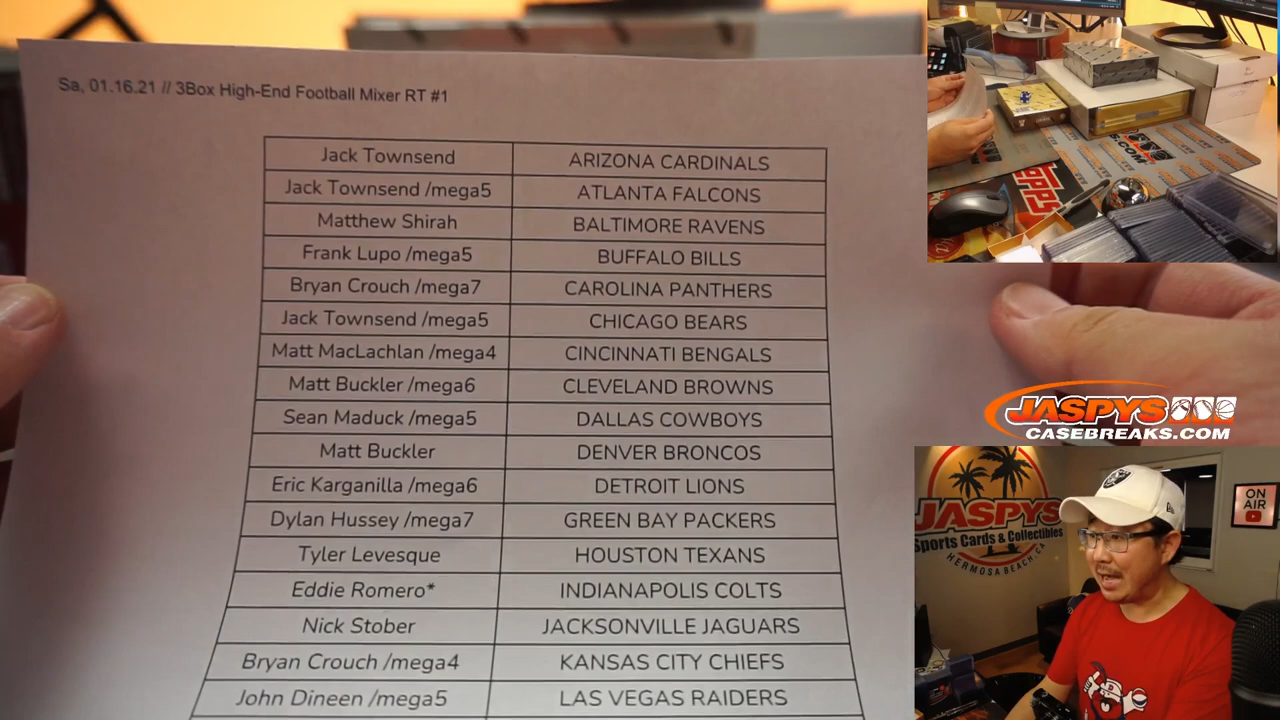 Sa, 01.16.21 // 3Box High-End Football Mixer RT #1
Jack Townsend ARIZONA CARDINALS
Jack Townsend /mega5 ATLANTA FALCONS
Matthew Shirah BALTIMORE RAVENS
Frank Lupo /mega5 BUFFALO BILLS
Bryan Crouch /mega7 CAROLINA PANTHERS
Jack Townsend /mega5 CHICAGO BEARS
Matt MacLachlan /mega4 CINCINNATI BENGALS
Matt Buckler /mega6 CLEVELAND BROWNS
Sean Maduck /mega5 DALLAS COWBOYS
Matt Buckler DENVER BRONCOS
Eric Karganilla /mega6 DETROIT LIONS
Dylan Hussey /mega7 GREEN BAY PACKERS
Tyler Levesque HOUSTON TEXANS
Eddie Romero* INDIANAPOLIS COLTS
Nick Stober JACKSONVILLE JAGUARS
Bryan Crouch /mega4 KANSAS CITY CHIEFS
John Dineen /mega5 LAS VEGAS RAIDERS
TOPPS
JASPYS
CASEBREAKS.COM
JASPYS
Sports Cards & Collectibles
HERMOSA BEACH, CA
ON
AIR